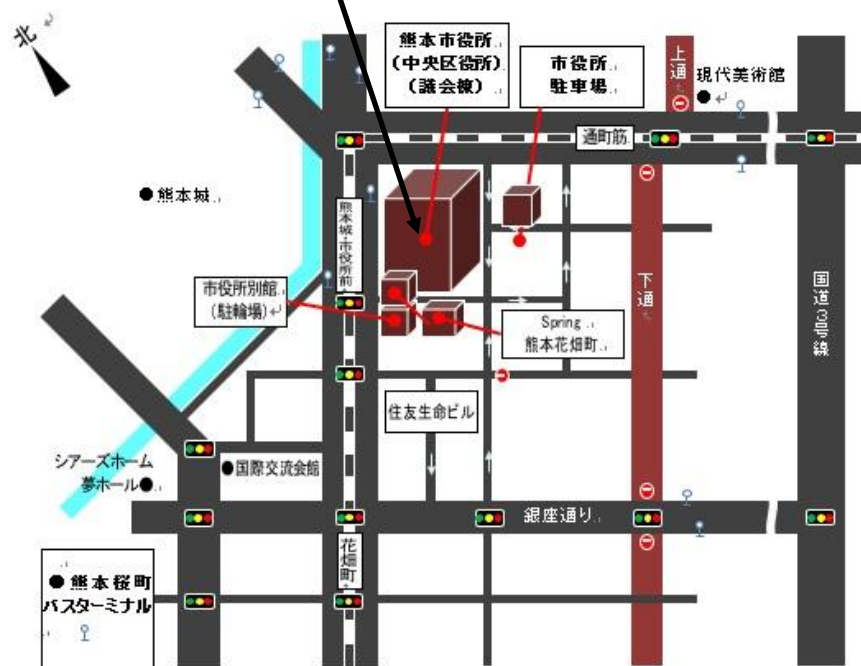 北
熊本市役所
(中央区役所)
(議会棟)
市役所
駐車場
上通
現代美術館
通町筋
●熊本城
熊本城・市役所前
市役所別館
(駐輪場)
下通
国道3号線
Spring
熊本花畑町
住友生命ビル
シアーズホーム
夢ホール●
●国際交流会館
銀座通り
花畑町
●熊本桜町
バスターミナル